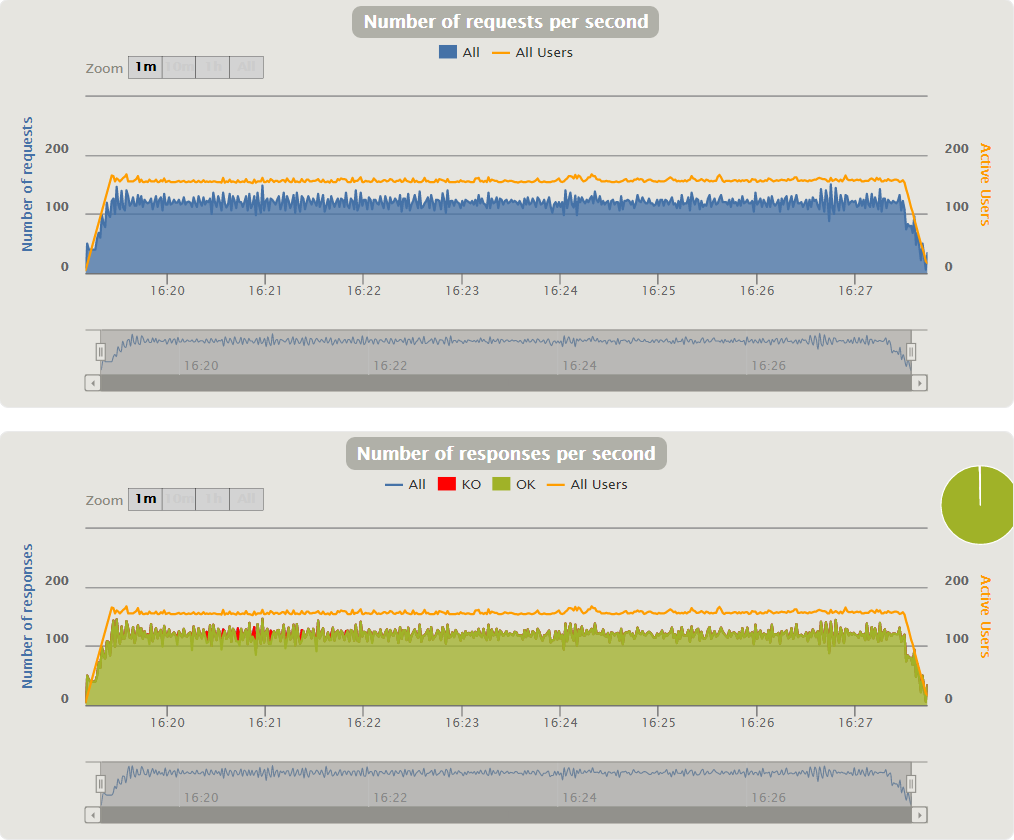 Number of requests per second
All All Users
Zoom 1m 10m 1h All
Number of requests
Active Users
200 200
100 100
0 0
16:20 16:21 16:22 16:23 16:24 16:25 16:26 16:27
16:20 16:22 16:24 16:26
Number of responses per second
All KO OK All Users
Zoom 1m 10m 1h All
Number of responses
Active Users
200 200
100 100
0 0
16:20 16:21 16:22 16:23 16:24 16:25 16:26 16:27
16:20 16:22 16:24 16:26